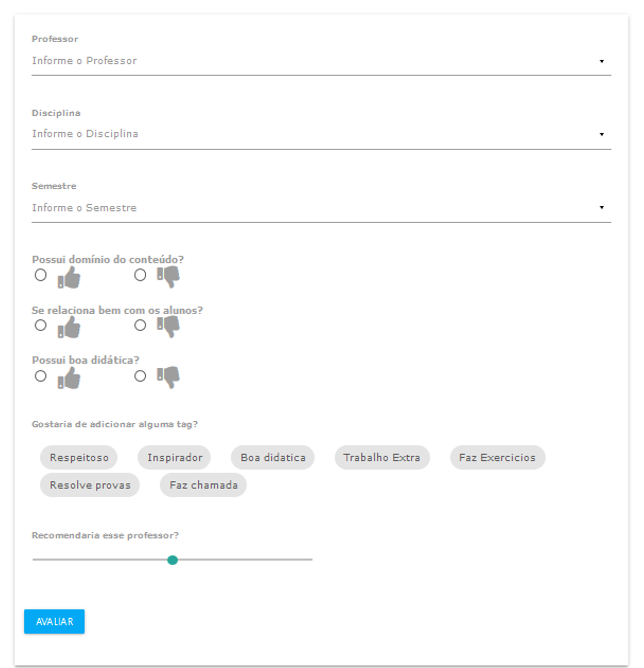 Professor
Informe o Professor
Disciplina
Informe o Disciplina
Semestre
Informe o Semestre
Possui domínio do conteúdo?
Se relaciona bem com os alunos?
Possui boa didática?
Gostaria de adicionar alguma tag?
Respeitoso Inspirador Boa didatica Trabalho Extra Faz Exercicios
Resolve provas Faz chamada
Recomendaria esse professor?
AVALIAR